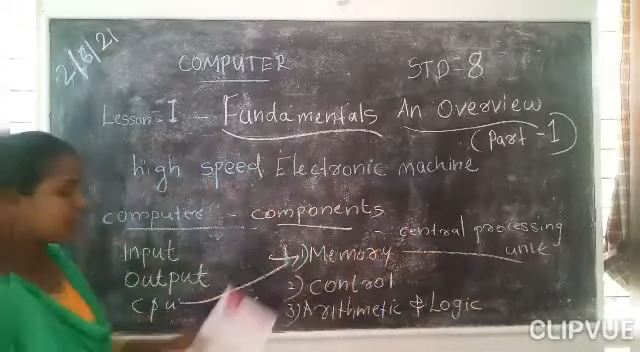 2/8/21
COMPUTER STD-8
Lesson-I - Fundamentals An Overview
(Part-1)
high speed Electronic machine
computer - components
- central processing
unit
Input 1) Memory
Output 2) control
cpu 3) Arithmetic & Logic
CLIPVUE